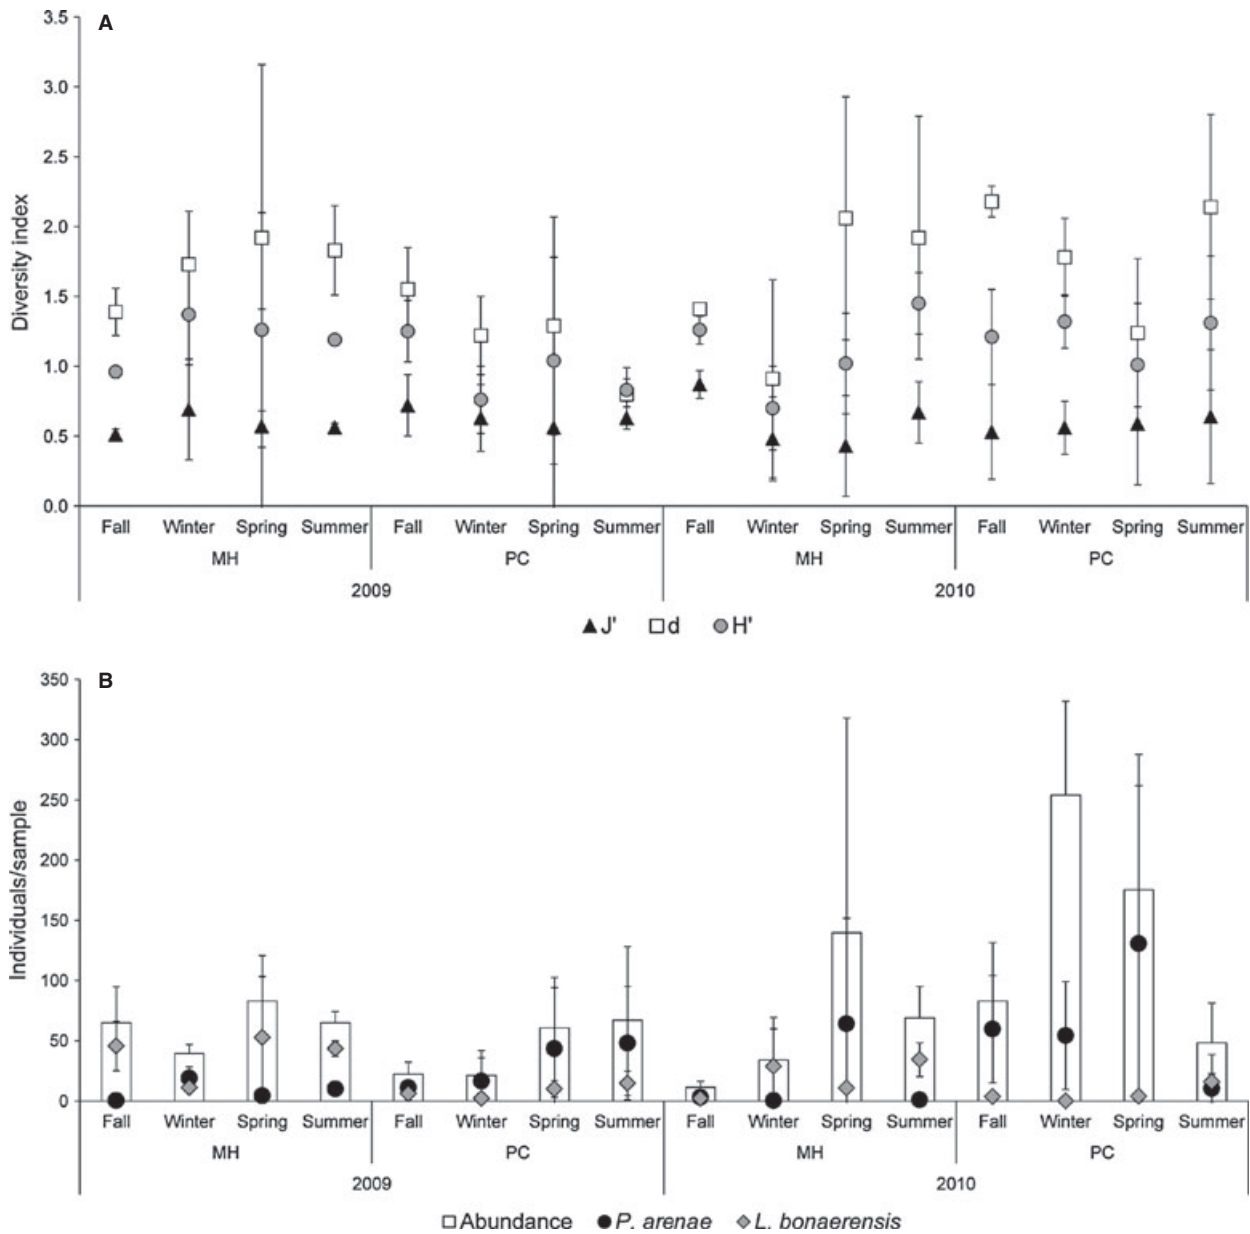 A
3.5
3.0
2.5
2.0
1.5
1.0
0.5
0.0
Diversity index
Fall Winter Spring Summer Fall Winter Spring Summer Fall Winter Spring Summer Fall Winter Spring Summer
MH PC MH PC
2009 2010
J' d H'
B
350
300
250
200
150
100
50
0
Individuals/sample
Fall Winter Spring Summer Fall Winter Spring Summer Fall Winter Spring Summer Fall Winter Spring Summer
MH PC MH PC
2009 2010
Abundance P. arenae L. bonaerensis